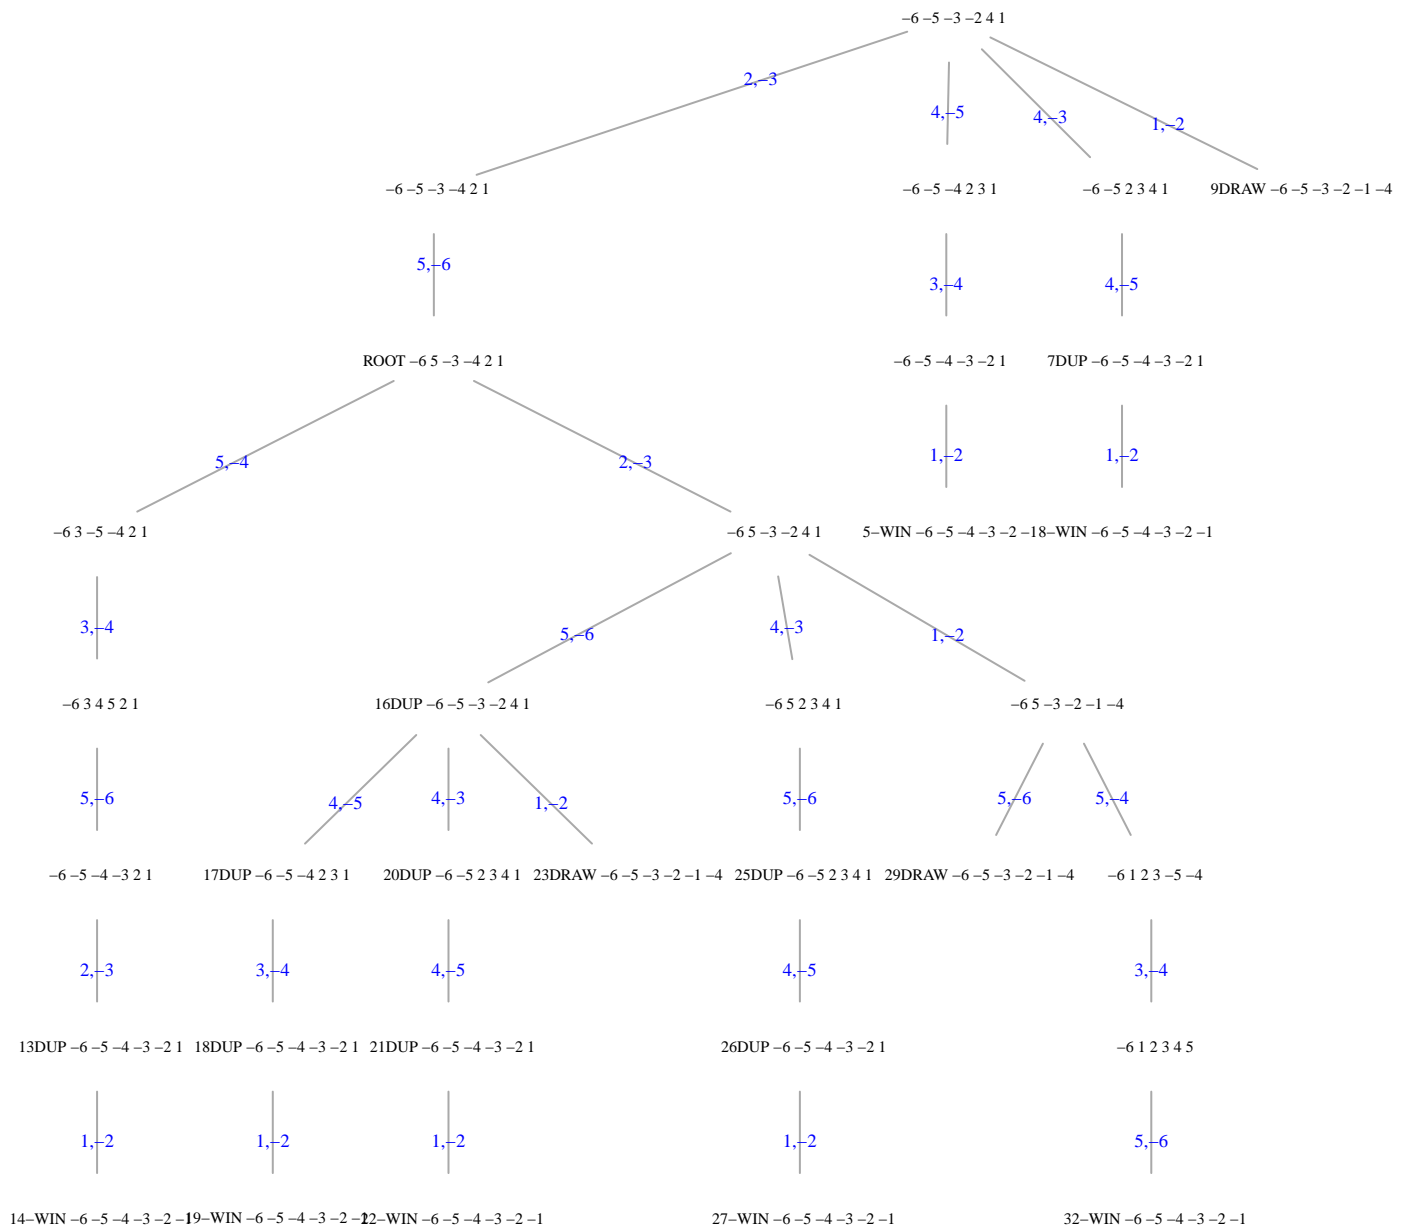 −6 −5 −3 −2 4 1
2,−3
4,−5
4,−3
1,−2
−6 −5 −3 −4 2 1
−6 −5 −4 2 3 1
−6 −5 2 3 4 1
9DRAW −6 −5 −3 −2 −1 −4
5,−6
3,−4
4,−5
ROOT −6 5 −3 −4 2 1
−6 −5 −4 −3 −2 1
7DUP −6 −5 −4 −3 −2 1
5,−4
2,−3
1,−2
1,−2
−6 3 −5 −4 2 1
−6 5 −3 −2 4 1
5−WIN −6 −5 −4 −3 −2 −1
8−WIN −6 −5 −4 −3 −2 −1
3,−4
5,−6
4,−3
1,−2
−6 3 4 5 2 1
16DUP −6 −5 −3 −2 4 1
−6 5 2 3 4 1
−6 5 −3 −2 −1 −4
5,−6
4,−5
4,−3
1,−2
5,−6
5,−6
5,−4
−6 −5 −4 −3 2 1
17DUP −6 −5 −4 2 3 1
20DUP −6 −5 2 3 4 1
23DRAW −6 −5 −3 −2 −1 −4
25DUP −6 −5 2 3 4 1
29DRAW −6 −5 −3 −2 −1 −4
−6 1 2 3 −5 −4
2,−3
3,−4
4,−5
4,−5
3,−4
13DUP −6 −5 −4 −3 −2 1
18DUP −6 −5 −4 −3 −2 1
21DUP −6 −5 −4 −3 −2 1
26DUP −6 −5 −4 −3 −2 1
−6 1 2 3 4 5
1,−2
1,−2
1,−2
1,−2
5,−6
14−WIN −6 −5 −4 −3 −2 −1
19−WIN −6 −5 −4 −3 −2 −1
22−WIN −6 −5 −4 −3 −2 −1
27−WIN −6 −5 −4 −3 −2 −1
32−WIN −6 −5 −4 −3 −2 −1